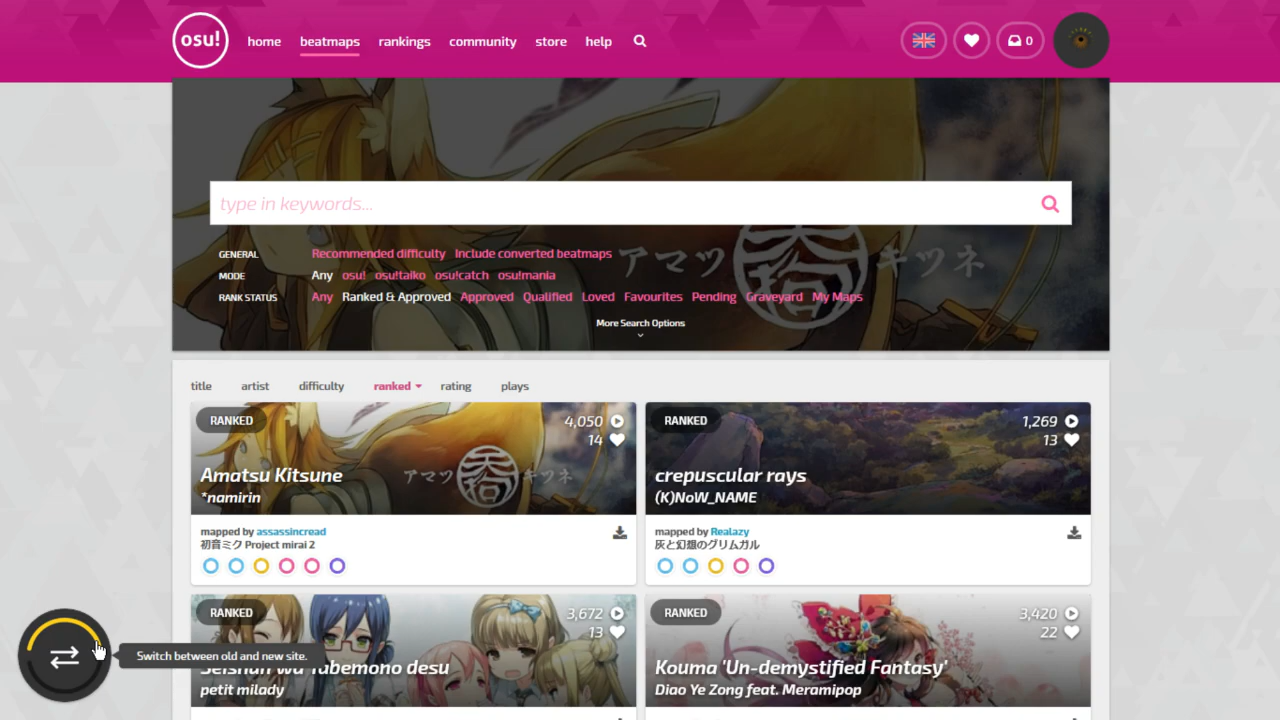 osu! home beatmaps rankings community store help 0
type in keywords...
GENERAL Recommended difficulty Include converted beatmaps
MODE Any osu! osu!taiko osu!catch osu!mania
RANK STATUS Any Ranked & Approved Approved Qualified Loved Favourites Pending Graveyard My Maps
アマツ キツネ
More Search Options
title artist difficulty ranked rating plays
RANKED 4,050
14
Amatsu Kitsune
アマツ キツネ
*namirin
mapped by assassincread
初音ミク Project mirai 2
RANKED 1,269
13
crepuscular rays
(K)NoW_NAME
mapped by Realazy
灰と幻想のグリムガル
RANKED 3,672
13
petit milady
RANKED 3,420
22
Kouma 'Un-demystified Fantasy'
Diao Ye Zong feat. Meramipop
Switch between old and new site.